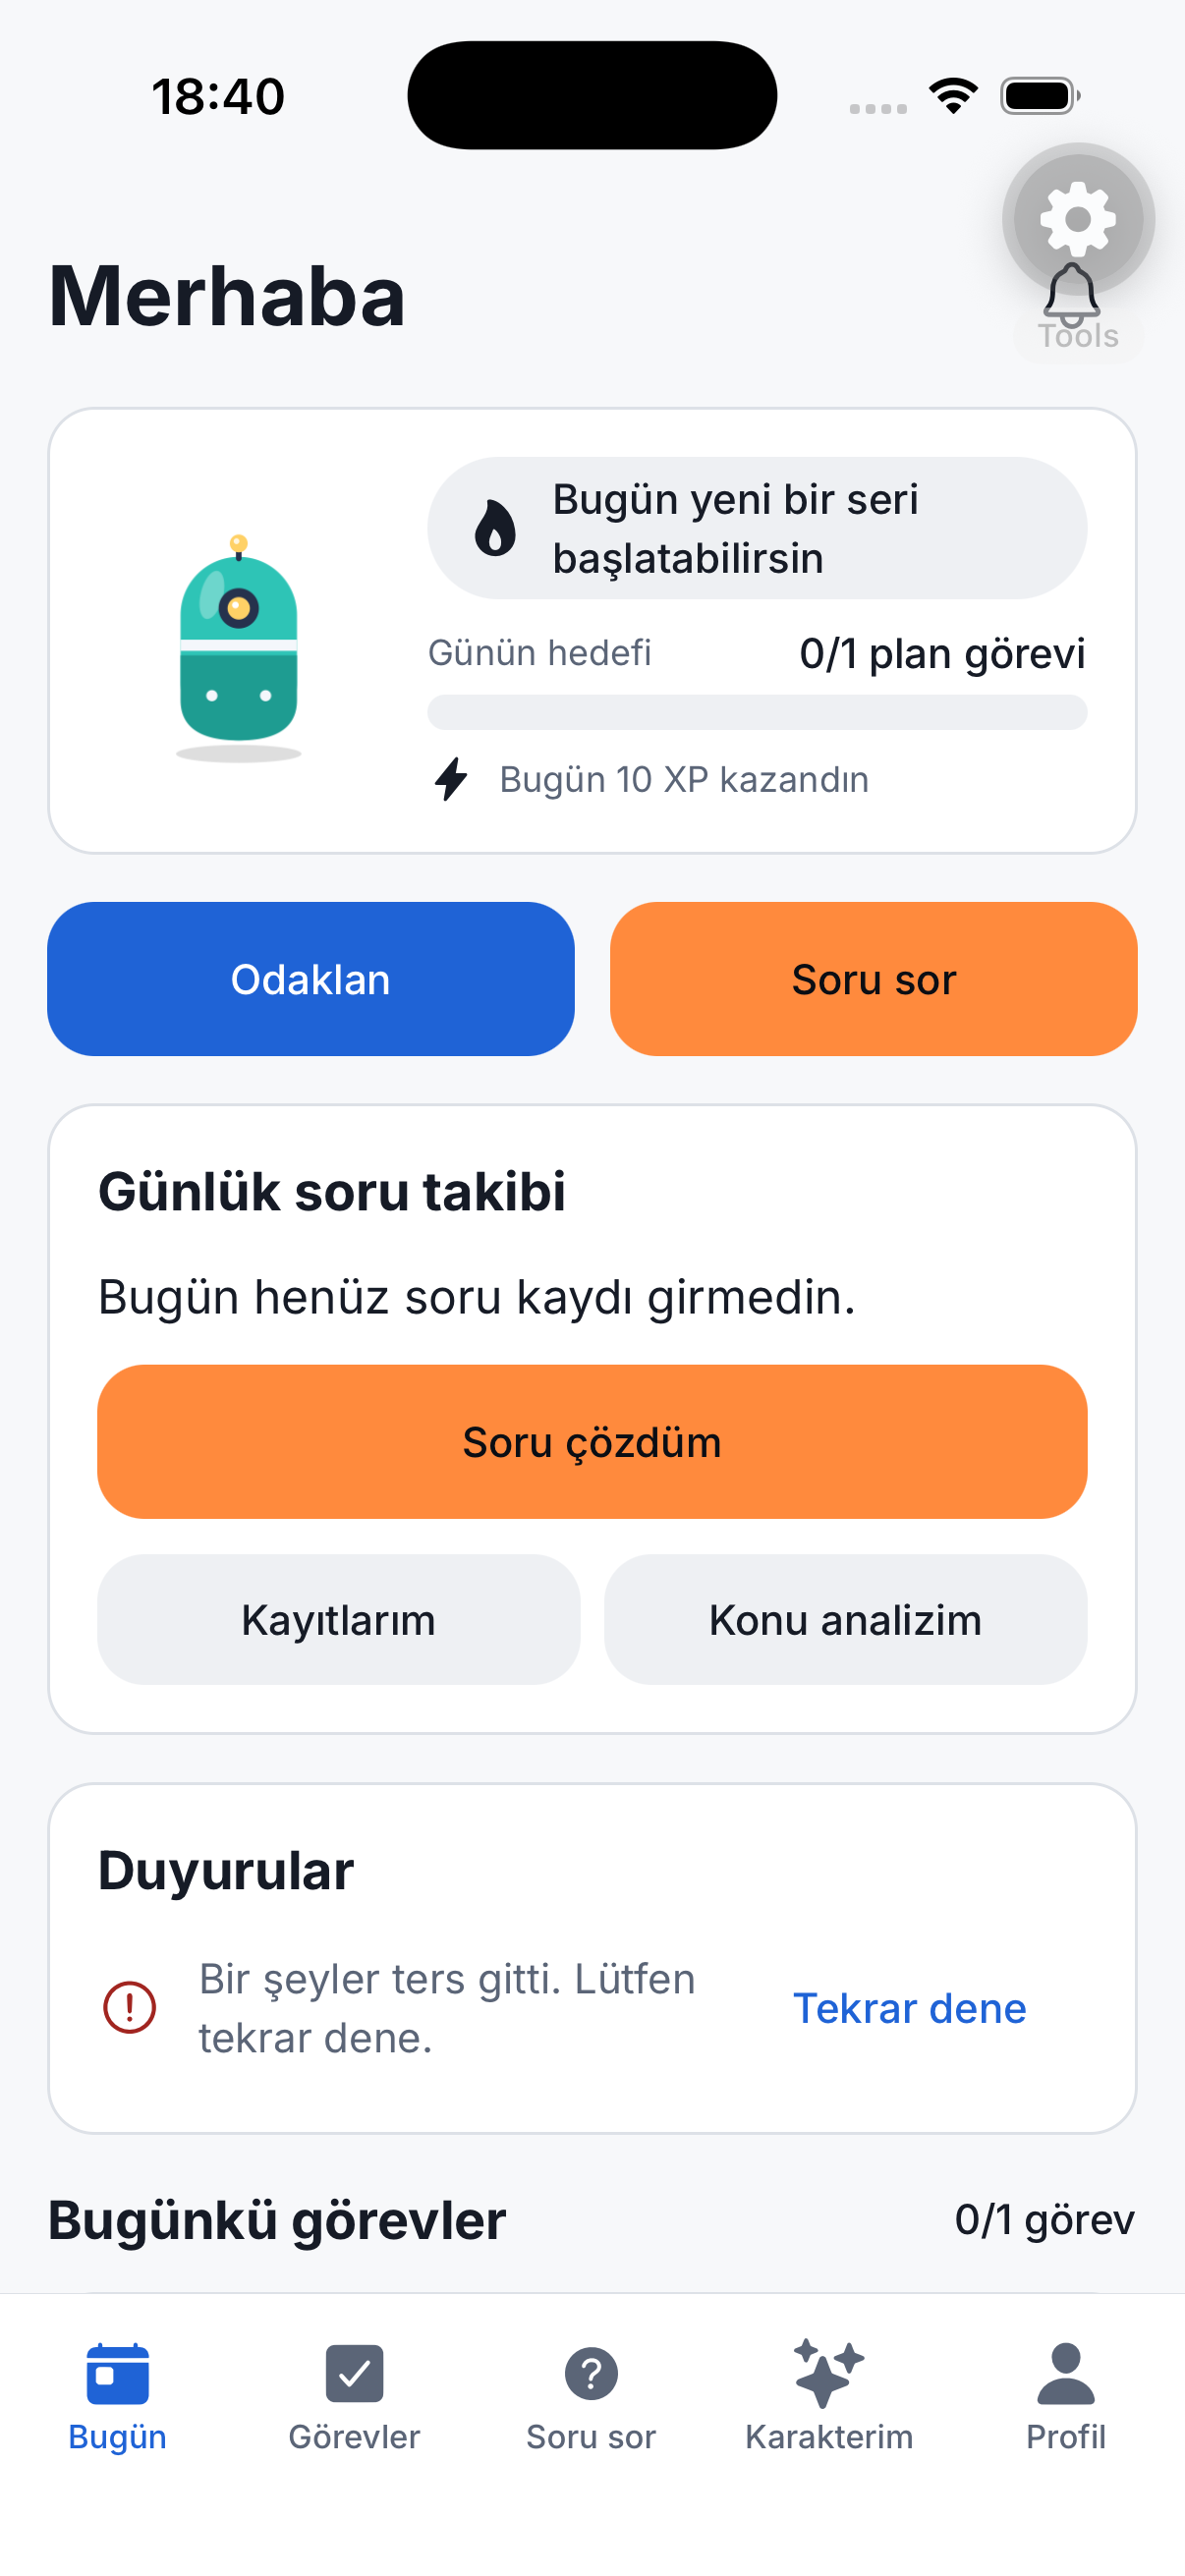 18:40
Merhaba
Tools
Bugün yeni bir seri
başlatabilirsin
Günün hedefi
0/1 plan görevi
Bugün 10 XP kazandın
Odaklan
Soru sor
Günlük soru takibi
Bugün henüz soru kaydı girmedin.
Soru çözdüm
Kayıtlarım
Konu analizim
Duyurular
Bir şeyler ters gitti. Lütfen
tekrar dene.
Tekrar dene
Bugünkü görevler
0/1 görev
Bugün
Görevler
Soru sor
Karakterim
Profil